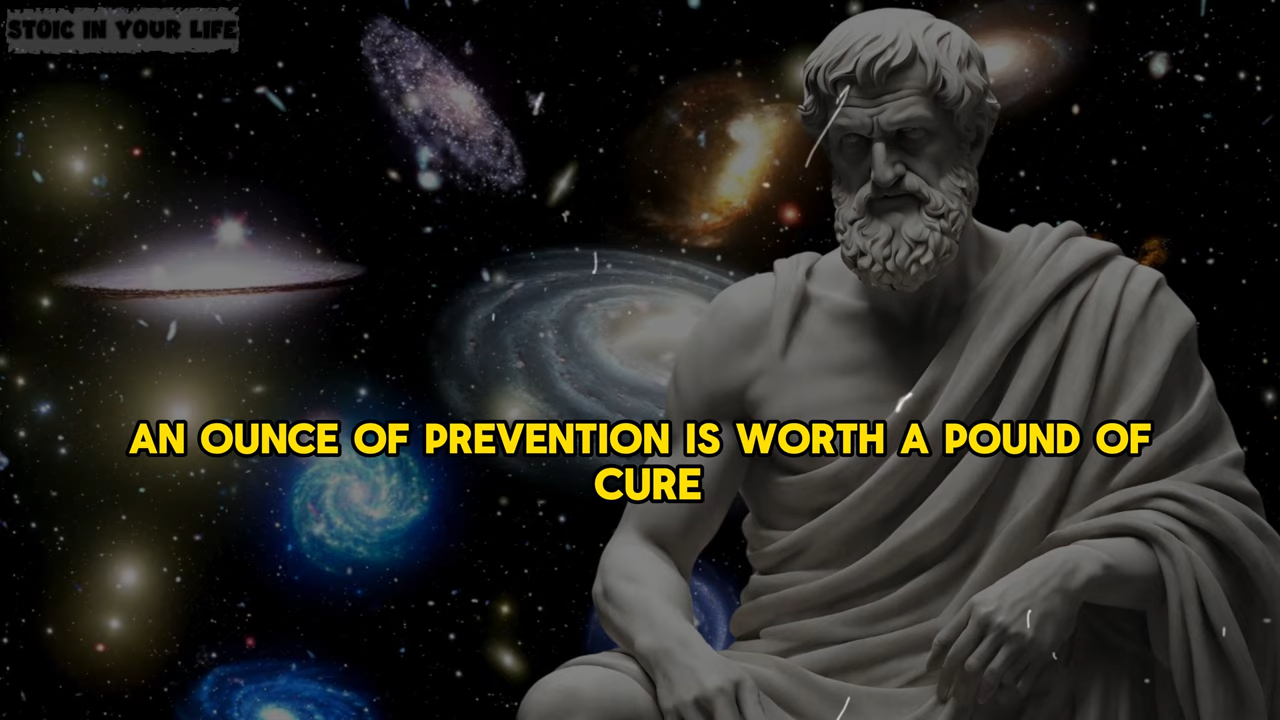 STOIC IN YOUR LIFE
AN OUNCE OF PREVENTION IS WORTH A POUND OF
CURE